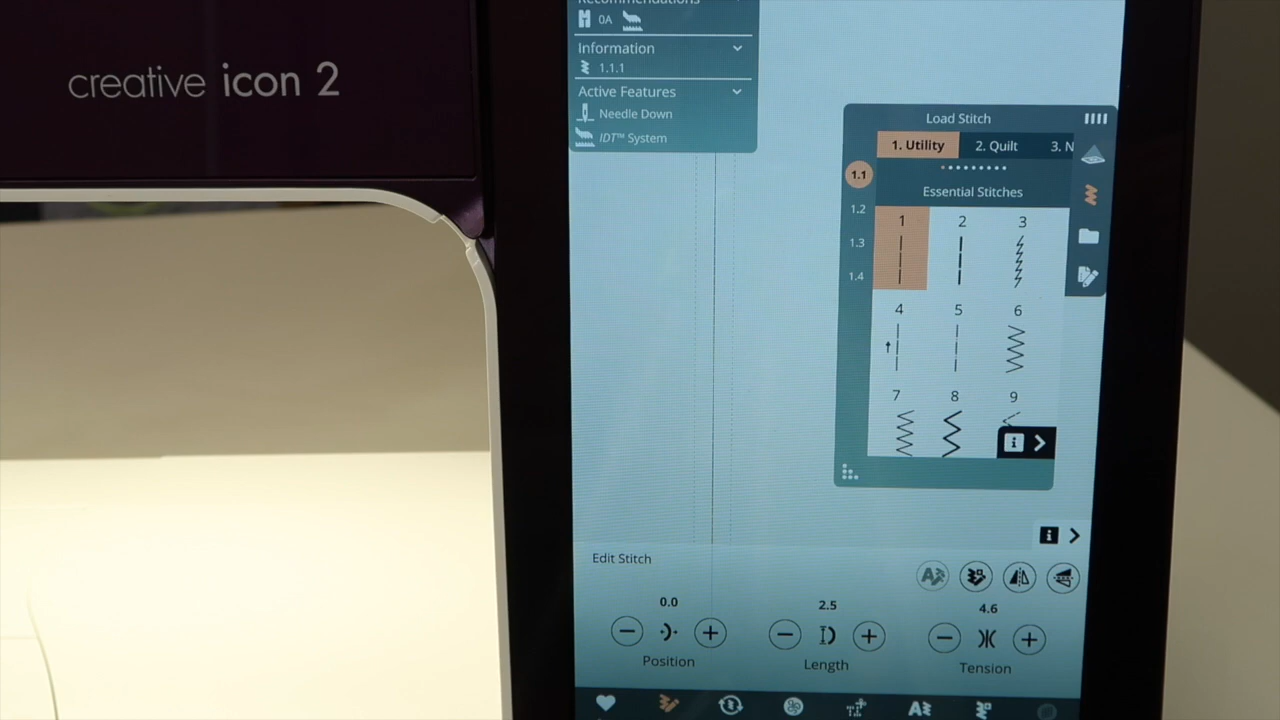 creative icon 2
Recommendations
0A
Information
1.1.1
Active Features
Needle Down
IDT™ System
Load Stitch
1. Utility
2. Quilt
3. N
1.1
Essential Stitches
1.2
1.3
1.4
1
2
3
4
5
6
7
8
9
Edit Stitch
0.0
2.5
4.6
Position
Length
Tension